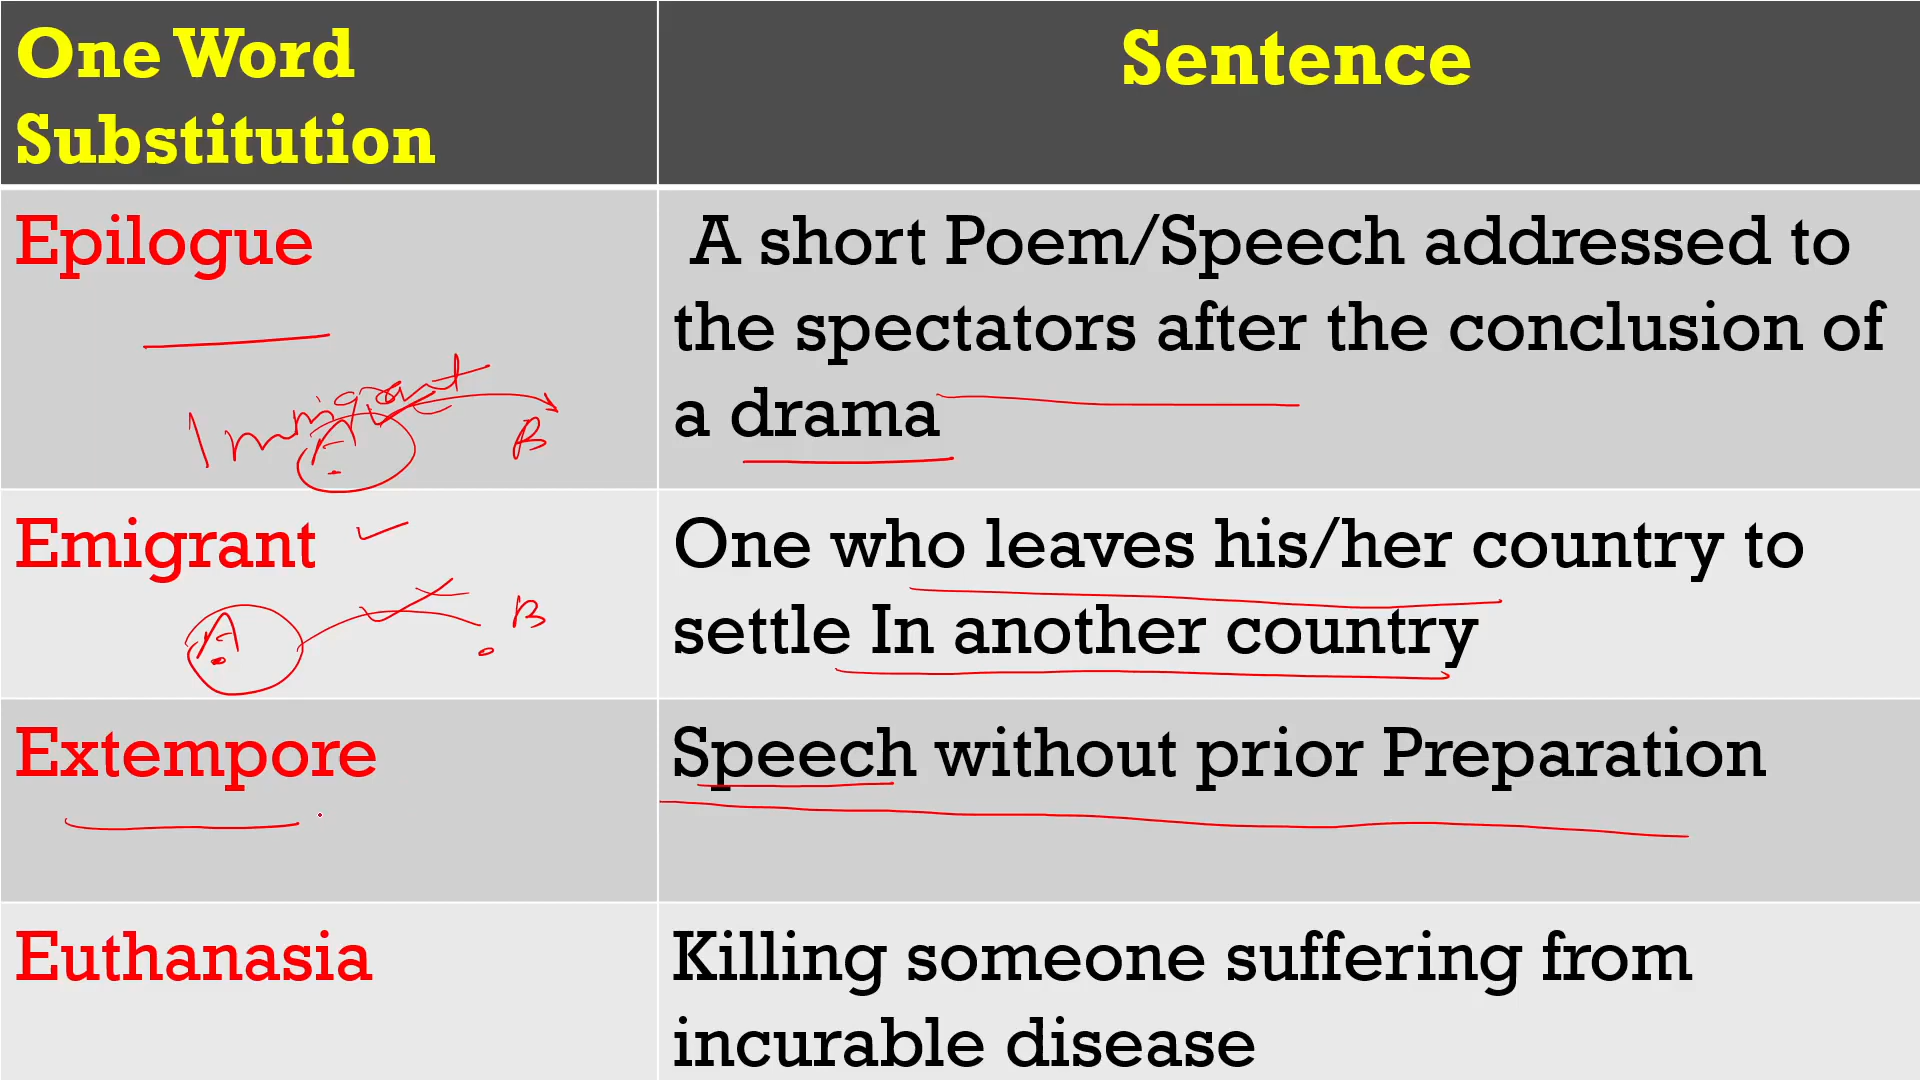 One Word
Substitution
Sentence
Epilogue
A short Poem/Speech addressed to
the spectators after the conclusion of
a drama
Immigrant
A
B
Emigrant
One who leaves his/her country to
settle In another country
A
B
Extempore
Speech without prior Preparation
Euthanasia
Killing someone suffering from
incurable disease